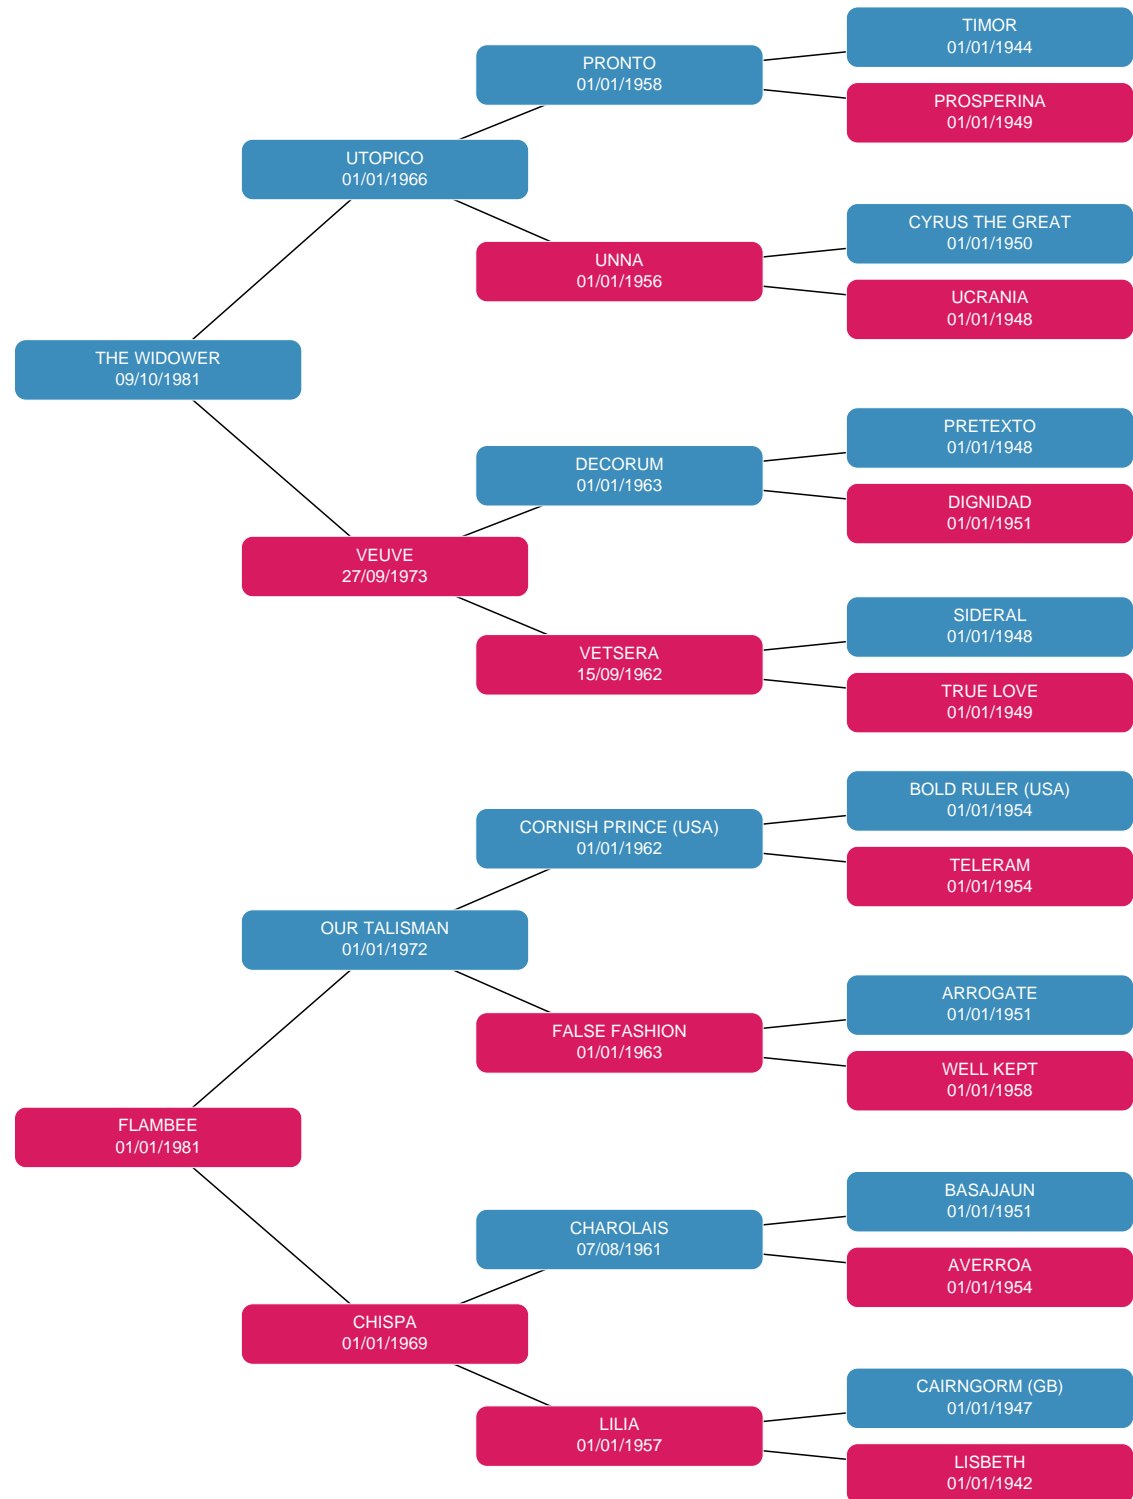 TIMOR
01/01/1944
PRONTO
01/01/1958
PROSPERINA
01/01/1949
UTOPICO
01/01/1966
CYRUS THE GREAT
01/01/1950
UNNA
01/01/1956
UCRANIA
01/01/1948
THE WIDOWER
09/10/1981
PRETEXTO
01/01/1948
DECORUM
01/01/1963
DIGNIDAD
01/01/1951
VEUVE
27/09/1973
SIDERAL
01/01/1948
VETSERA
15/09/1962
TRUE LOVE
01/01/1949
BOLD RULER (USA)
01/01/1954
CORNISH PRINCE (USA)
01/01/1962
TELERAM
01/01/1954
OUR TALISMAN
01/01/1972
ARROGATE
01/01/1951
FALSE FASHION
01/01/1963
WELL KEPT
01/01/1958
FLAMBEE
01/01/1981
BASAJAUN
01/01/1951
CHAROLAIS
07/08/1961
AVERROA
01/01/1954
CHISPA
01/01/1969
CAIRNGORM (GB)
01/01/1947
LILIA
01/01/1957
LISBETH
01/01/1942